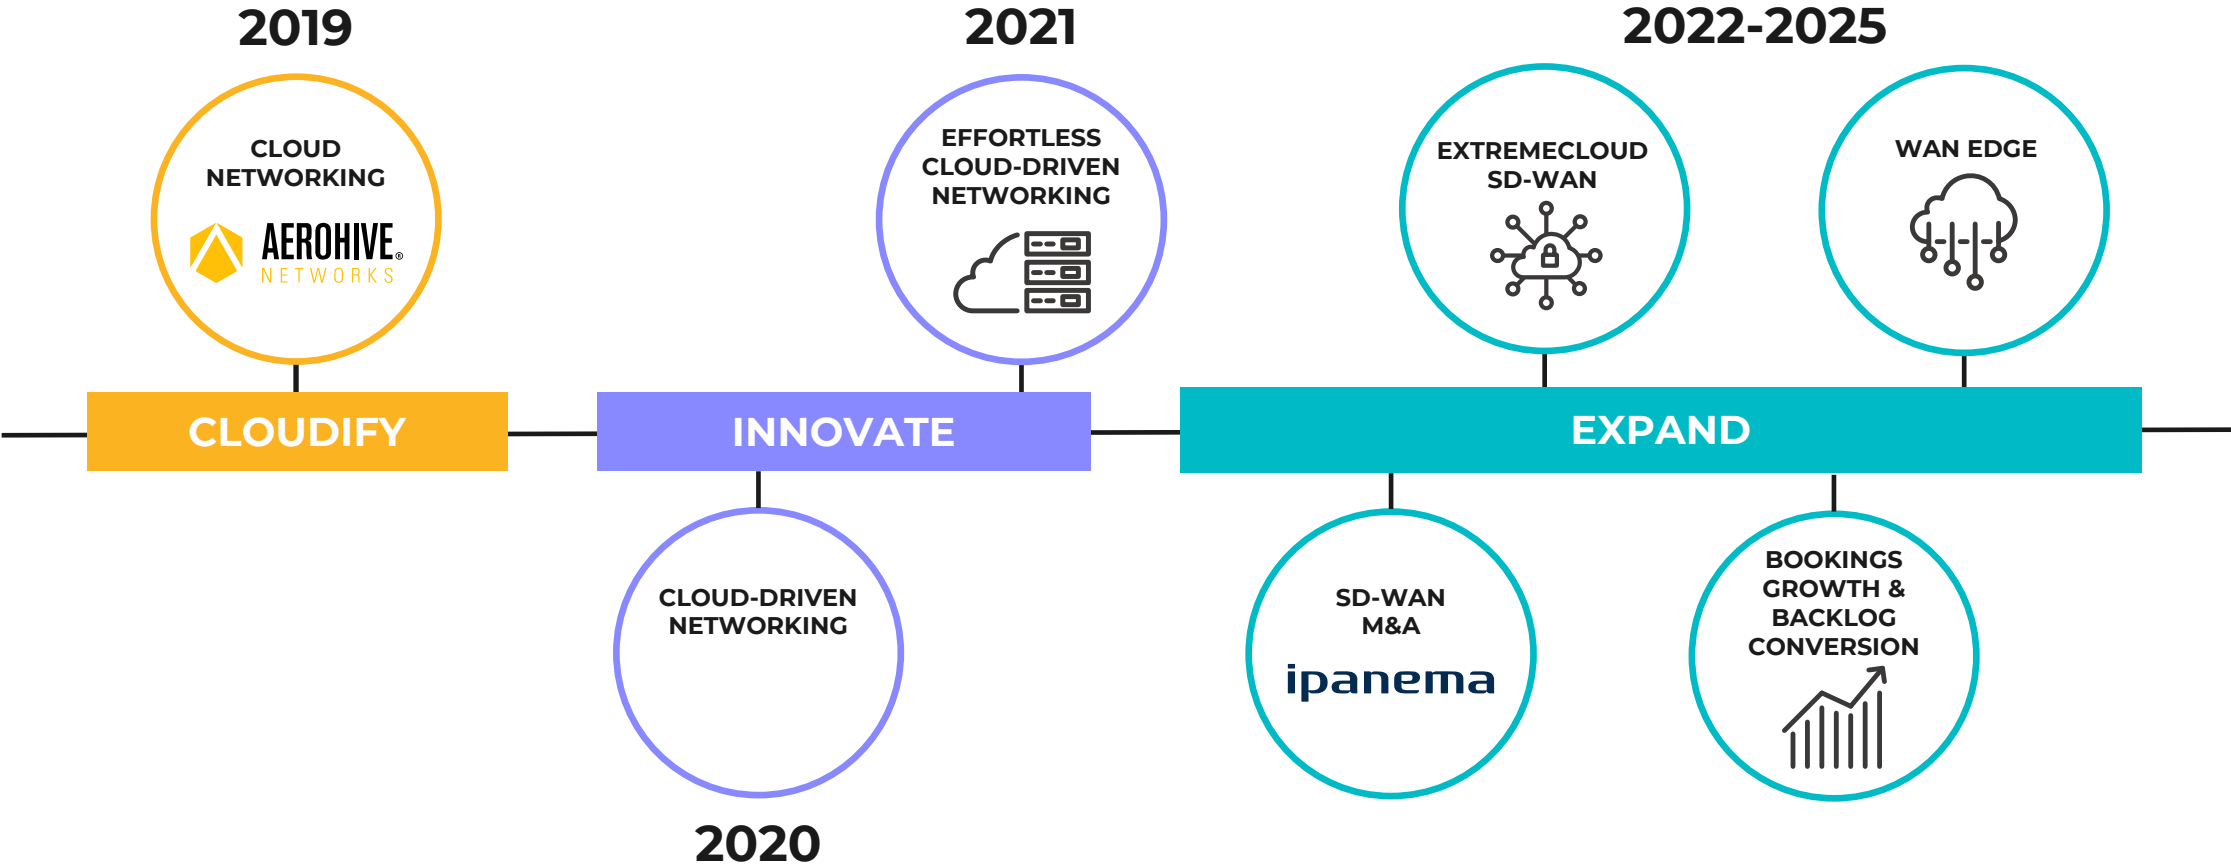 2019
CLOUD
NETWORKING
AEROHIVE®
NETWORKS
CLOUDIFY
2021
EFFORTLESS
CLOUD-DRIVEN
NETWORKING
INNOVATE
CLOUD-DRIVEN
NETWORKING
2020
2022-2025
EXTREMECLOUD
SD-WAN
WAN EDGE
EXPAND
SD-WAN
M&A
ipanema
BOOKINGS
GROWTH &
BACKLOG
CONVERSION